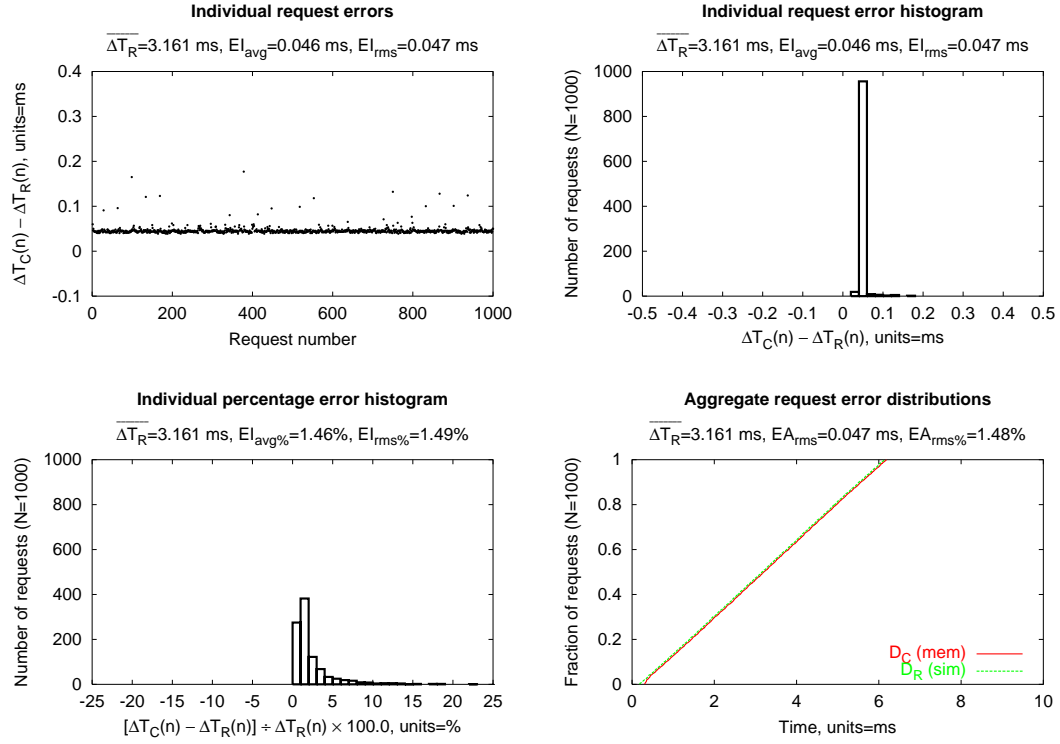 Individual request errors
ΔT_R=3.161 ms, EI_avg=0.046 ms, EI_rms=0.047 ms
ΔT_C(n) − ΔT_R(n), units=ms
0.4
0.3
0.2
0.1
0
-0.1
0 200 400 600 800 1000
Request number
Individual request error histogram
ΔT_R=3.161 ms, EI_avg=0.046 ms, EI_rms=0.047 ms
Number of requests (N=1000)
1000
800
600
400
200
0
-0.5 -0.4 -0.3 -0.2 -0.1 0 0.1 0.2 0.3 0.4 0.5
ΔT_C(n) − ΔT_R(n), units=ms
Individual percentage error histogram
ΔT_R=3.161 ms, EI_avg%=1.46%, EI_rms%=1.49%
Number of requests (N=1000)
1000
800
600
400
200
0
-25 -20 -15 -10 -5 0 5 10 15 20 25
[ΔT_C(n) − ΔT_R(n)] ÷ ΔT_R(n) × 100.0, units=%
Aggregate request error distributions
ΔT_R=3.161 ms, EA_rms=0.047 ms, EA_rms%=1.48%
Fraction of requests (N=1000)
1
0.8
0.6
0.4
0.2
0
D_C (mem)
D_R (sim)
0 2 4 6 8 10
Time, units=ms